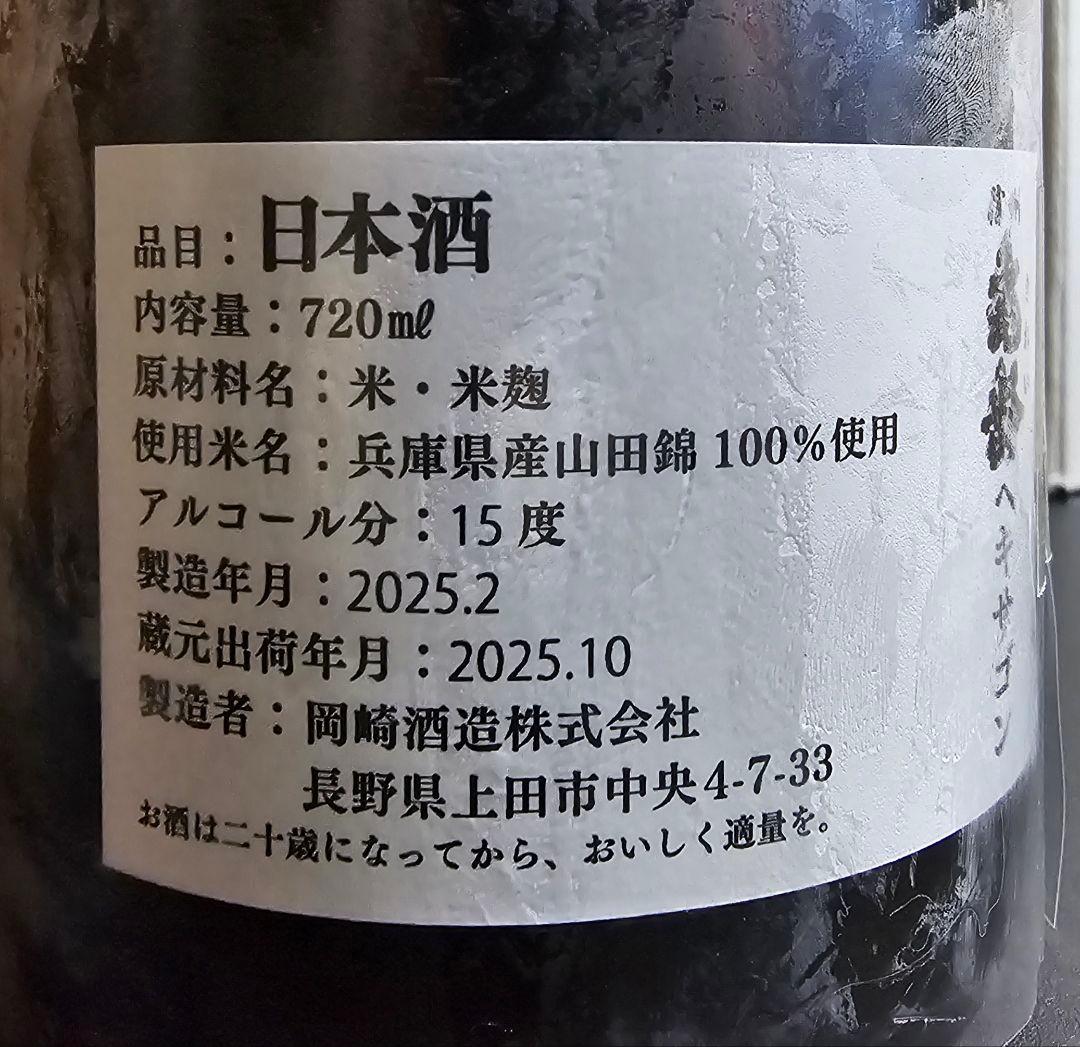 品目：日本酒
内容量：720㎖
原材料名：米・米麹
使用米名：兵庫県産山田錦 100%使用
アルコール分：15 度
製造年月：2025.2
蔵元出荷年月：2025.10
製造者：岡崎酒造株式会社
長野県上田市中央4-7-33
お酒は二十歳になってから、おいしく適量を。
ヘキサゴン